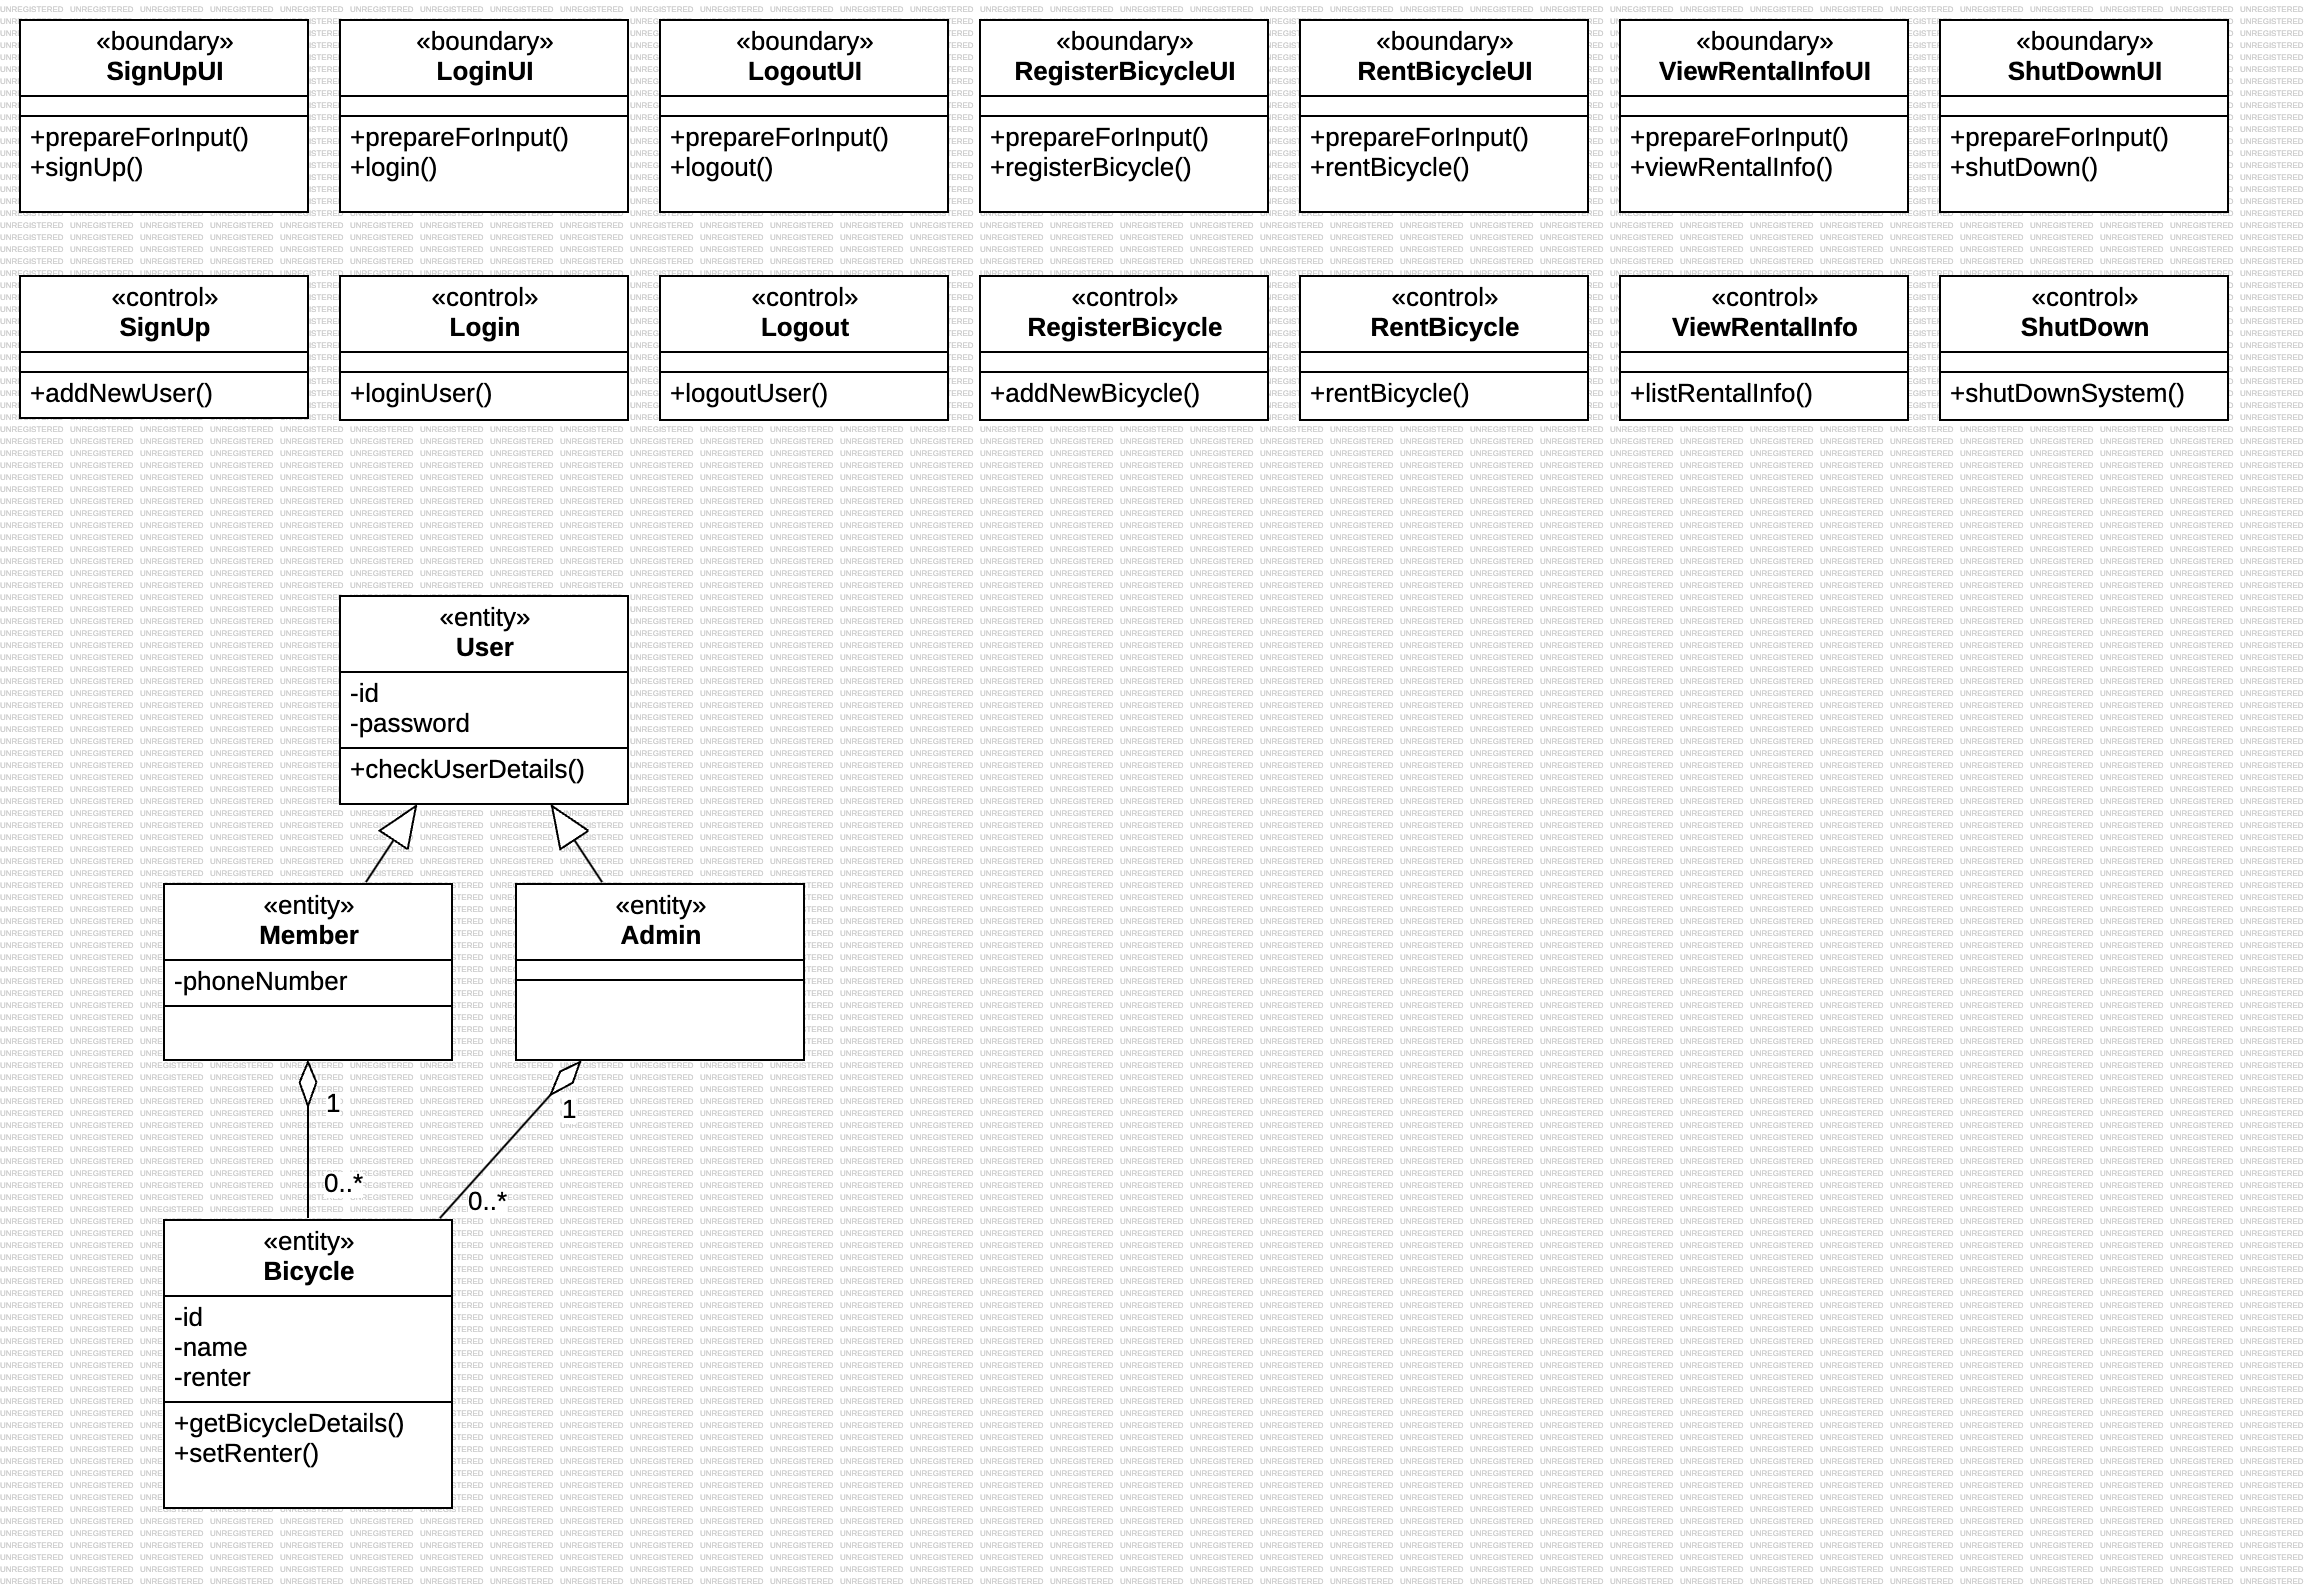 «boundary»
SignUpUI
+prepareForInput()
+signUp()
«boundary»
LoginUI
+prepareForInput()
+login()
«boundary»
LogoutUI
+prepareForInput()
+logout()
«boundary»
RegisterBicycleUI
+prepareForInput()
+registerBicycle()
«boundary»
RentBicycleUI
+prepareForInput()
+rentBicycle()
«boundary»
ViewRentalInfoUI
+prepareForInput()
+viewRentalInfo()
«boundary»
ShutDownUI
+prepareForInput()
+shutDown()
«control»
SignUp
+addNewUser()
«control»
Login
+loginUser()
«control»
Logout
+logoutUser()
«control»
RegisterBicycle
+addNewBicycle()
«control»
RentBicycle
+rentBicycle()
«control»
ViewRentalInfo
+listRentalInfo()
«control»
ShutDown
+shutDownSystem()
«entity»
User
-id
-password
+checkUserDetails()
«entity»
Member
-phoneNumber
«entity»
Admin
1
1
0..*
0..*
«entity»
Bicycle
-id
-name
-renter
+getBicycleDetails()
+setRenter()
UNREGISTERED